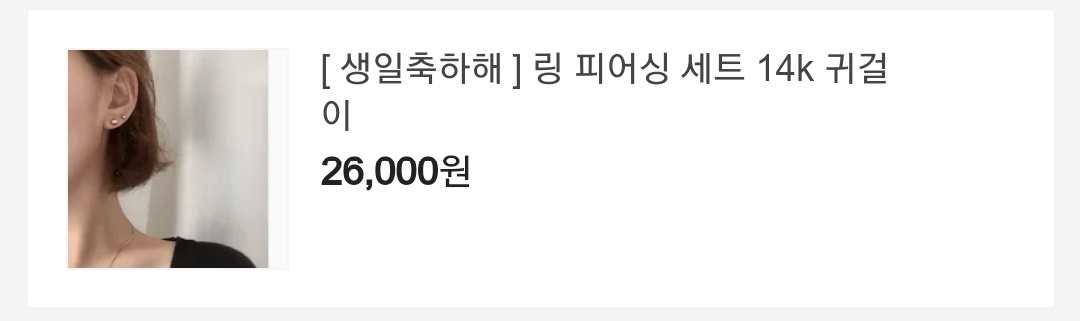 [ 생일축하해 ] 링 피어싱 세트 14k 귀걸
이
26,000원